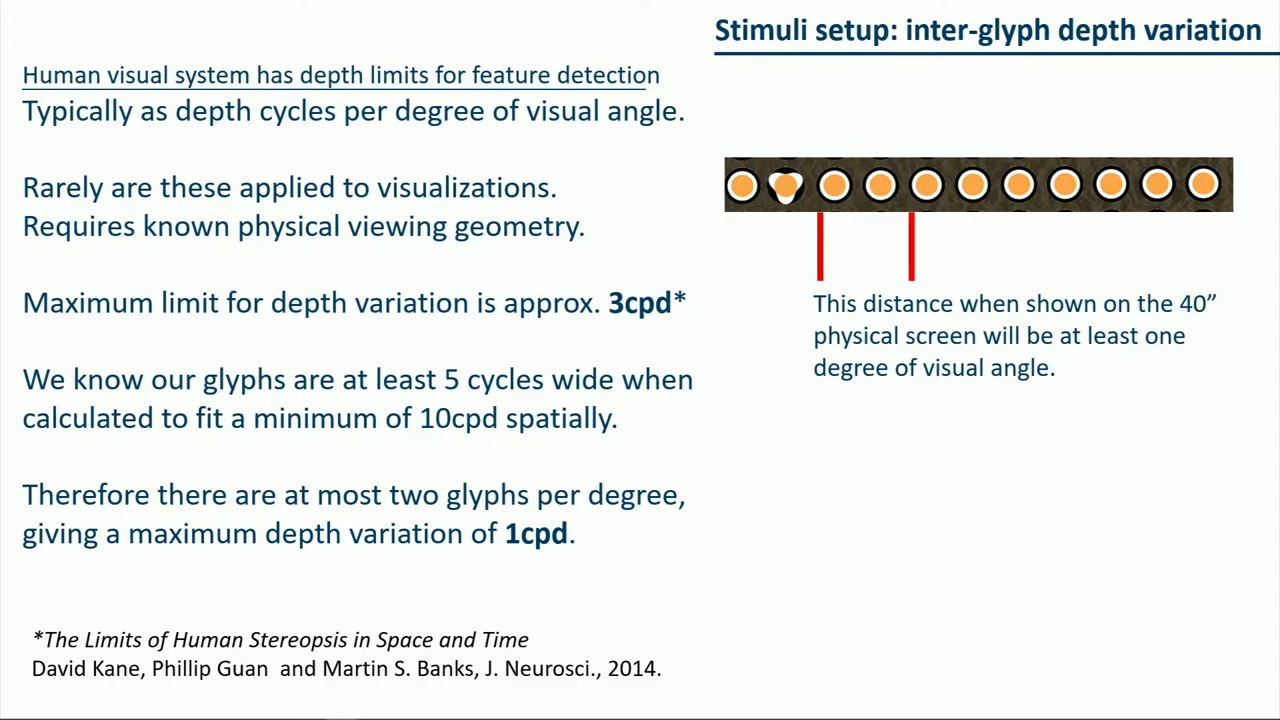 Stimuli setup: inter-glyph depth variation
Human visual system has depth limits for feature detection
Typically as depth cycles per degree of visual angle.
Rarely are these applied to visualizations.
Requires known physical viewing geometry.
Maximum limit for depth variation is approx. 3cpd*
We know our glyphs are at least 5 cycles wide when
calculated to fit a minimum of 10cpd spatially.
Therefore there are at most two glyphs per degree,
giving a maximum depth variation of 1cpd.
This distance when shown on the 40”
physical screen will be at least one
degree of visual angle.
*The Limits of Human Stereopsis in Space and Time
David Kane, Phillip Guan  and Martin S. Banks, J. Neurosci., 2014.